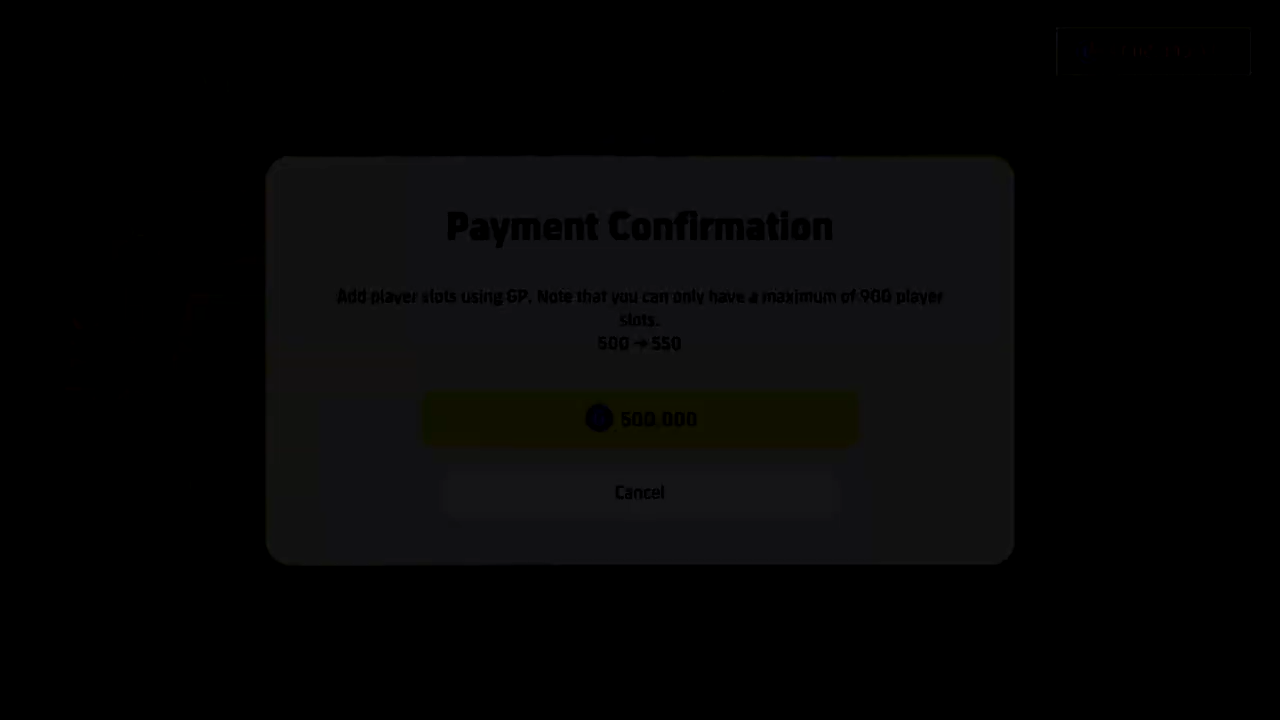 Payment Confirmation
Add player slots using GP. Note that you can only have a maximum of 900 player
slots.
500 → 550
500,000
Cancel